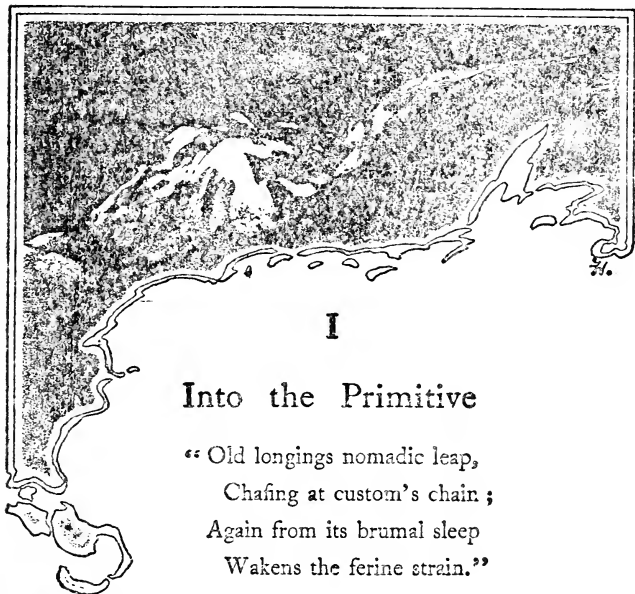 I
Into the Primitive
“ Old longings nomadic leap,
Chafing at custom’s chain ;
Again from its brumal sleep
Wakens the ferine strain.”